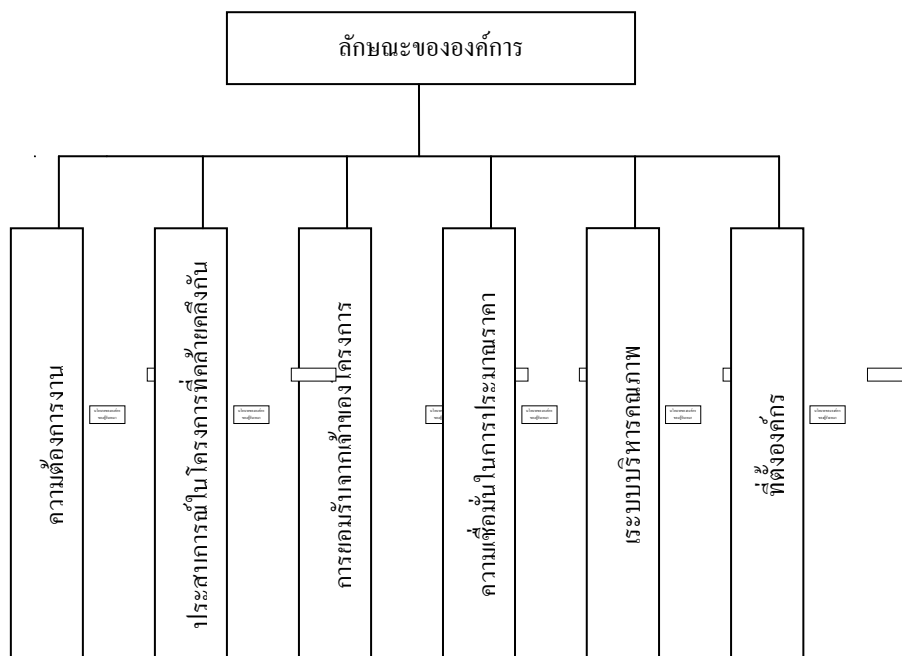 ลักษณะขององค์การ
ความต้องการงาน
ประสบการณ์ในโครงการที่คล้ายคลึงกัน
การยอมรับจากเจ้าของโครงการ
ความเชื่อมั่นในการประมาณราคา
เระบบบริหารคุณภาพ
ที่ตั้งองค์กร